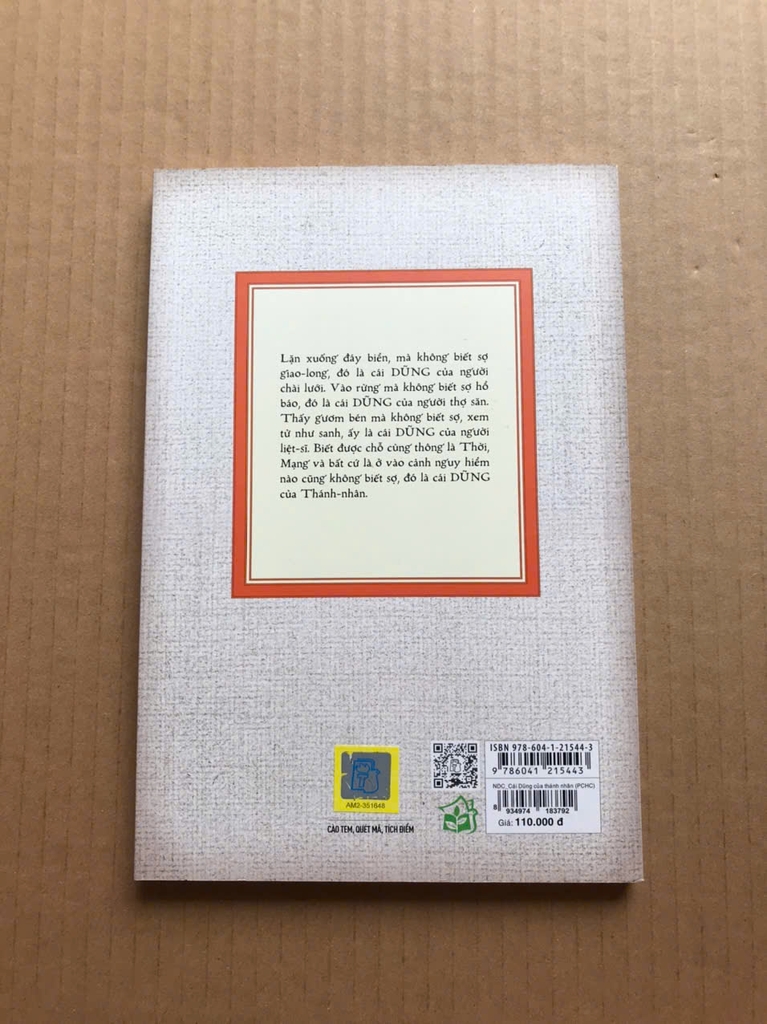 Lặn xuống đáy biển, mà không biết sợ
giao-long, đó là cái DŨNG của người
chài lưới. Vào rừng mà không biết sợ hổ
báo, đó là cái DŨNG của người thợ săn.
Thấy gươm bén mà không biết sợ, xem
tử như sanh, ấy là cái DŨNG của người
liệt-sĩ. Biết được chỗ cùng thông là Thời,
Mạng và bất cứ là ở vào cảnh nguy hiểm
nào cũng không biết sợ, đó là cái DŨNG
của Thánh-nhân.
AM2-351648
CÀO TEM, QUÉT MÃ, TÍCH ĐIỂM
ISBN 978-604-1-21544-3
9 786041 215443
NDC_Cái Dũng của thánh nhân (PCHC)
8 934974 183792
Giá: 110.000 đ